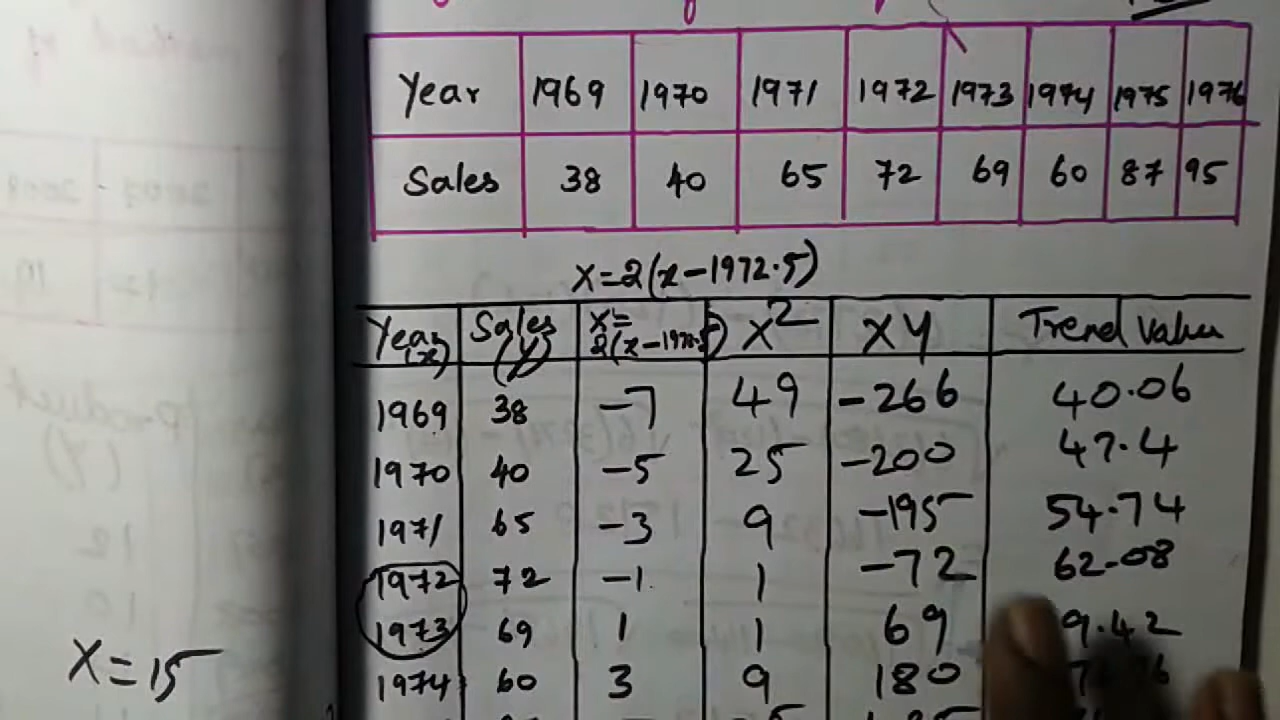 Year 1969 1970 1971 1972 1973 1974 1975 1976
Sales 38 40 65 72 69 60 87 95
X=2(x-1972.5)
Year (x) Sales (y) X= 2(x-1972.5) X² XY Trend Value
1969 38 -7 49 -266 40.06
1970 40 -5 25 -200 47.4
1971 65 -3 9 -195 54.74
1972 72 -1 1 -72 62.08
1973 69 1 1 69 9.42
1974 60 3 9 180
X=15